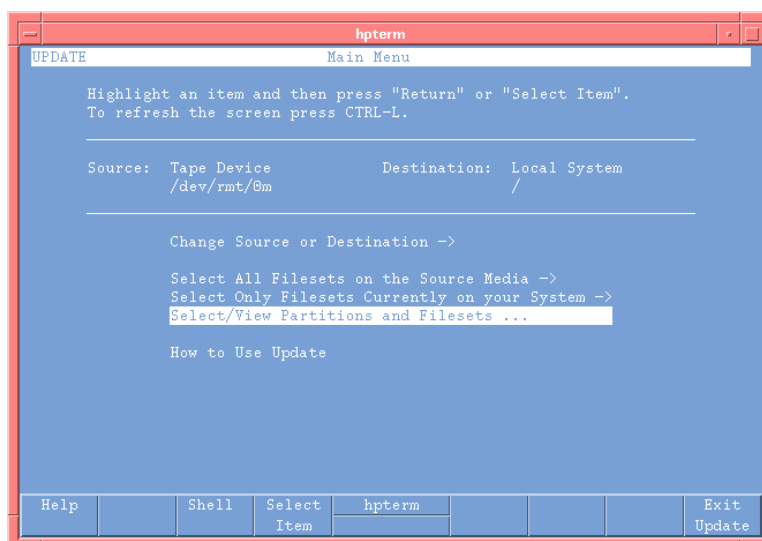 hpterm
UPDATE Main Menu
Highlight an item and then press "Return" or "Select Item".
To refresh the screen press CTRL-L.
Source: Tape Device Destination: Local System
/dev/rmt/0m /
Change Source or Destination ->
Select All Filesets on the Source Media ->
Select Only Filesets Currently on your System ->
Select/View Partitions and Filesets ...
How to Use Update
Help Shell Select hpterm Exit
Item Update